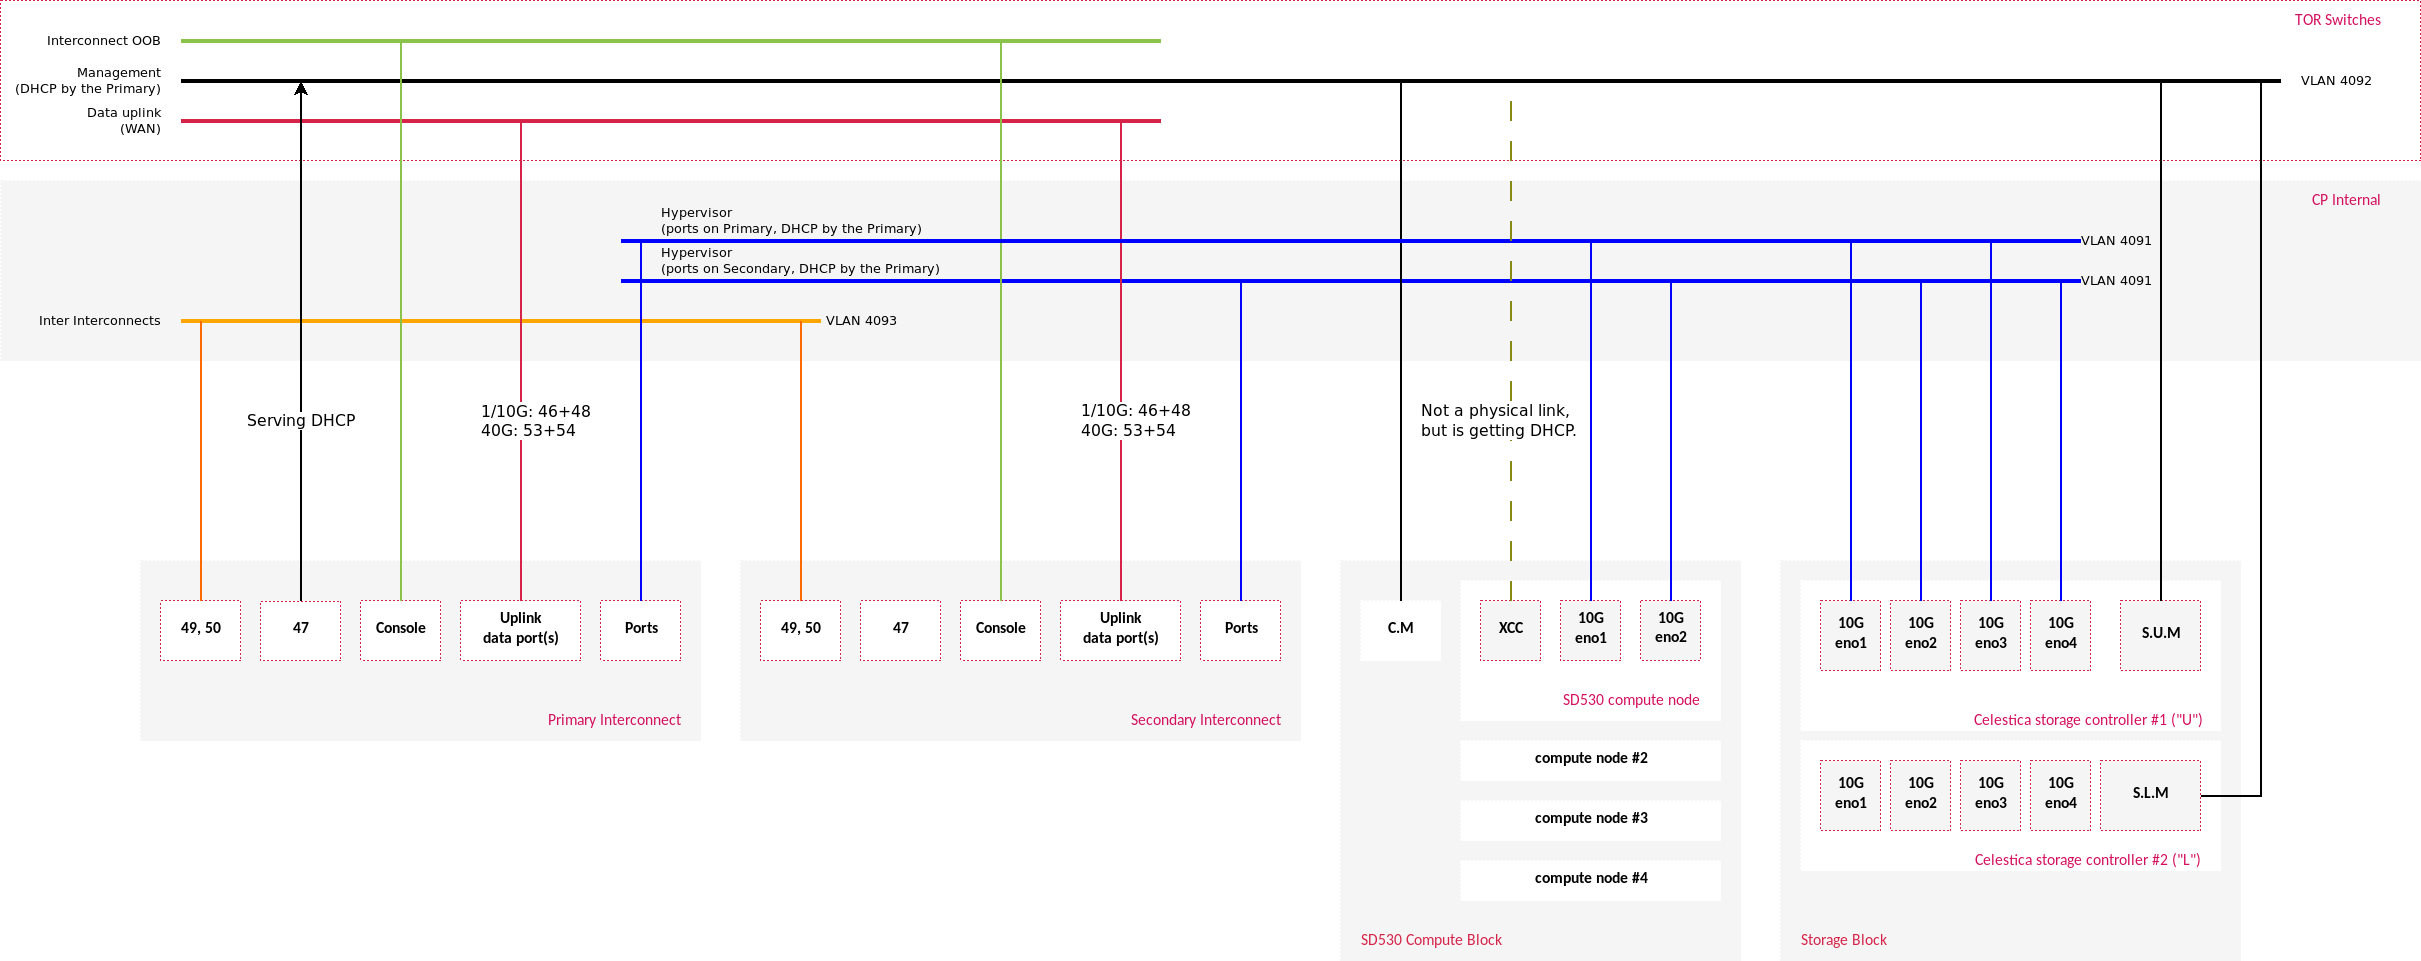 TOR Switches
Interconnect OOB
Management
(DHCP by the Primary)
VLAN 4092
Data uplink
(WAN)
CP Internal
Hypervisor
(ports on Primary, DHCP by the Primary)
VLAN 4091
Hypervisor
(ports on Secondary, DHCP by the Primary)
VLAN 4091
Inter Interconnects
VLAN 4093
Serving DHCP
1/10G: 46+48
40G: 53+54
1/10G: 46+48
40G: 53+54
Not a physical link,
but is getting DHCP.
49, 50
47
Console
Uplink
data port(s)
Ports
Primary Interconnect
49, 50
47
Console
Uplink
data port(s)
Ports
Secondary Interconnect
C.M
XCC
10G
eno1
10G
eno2
SD530 compute node
compute node #2
compute node #3
compute node #4
SD530 Compute Block
10G
eno1
10G
eno2
10G
eno3
10G
eno4
S.U.M
Celestica storage controller #1 ("U")
10G
eno1
10G
eno2
10G
eno3
10G
eno4
S.L.M
Celestica storage controller #2 ("L")
Storage Block